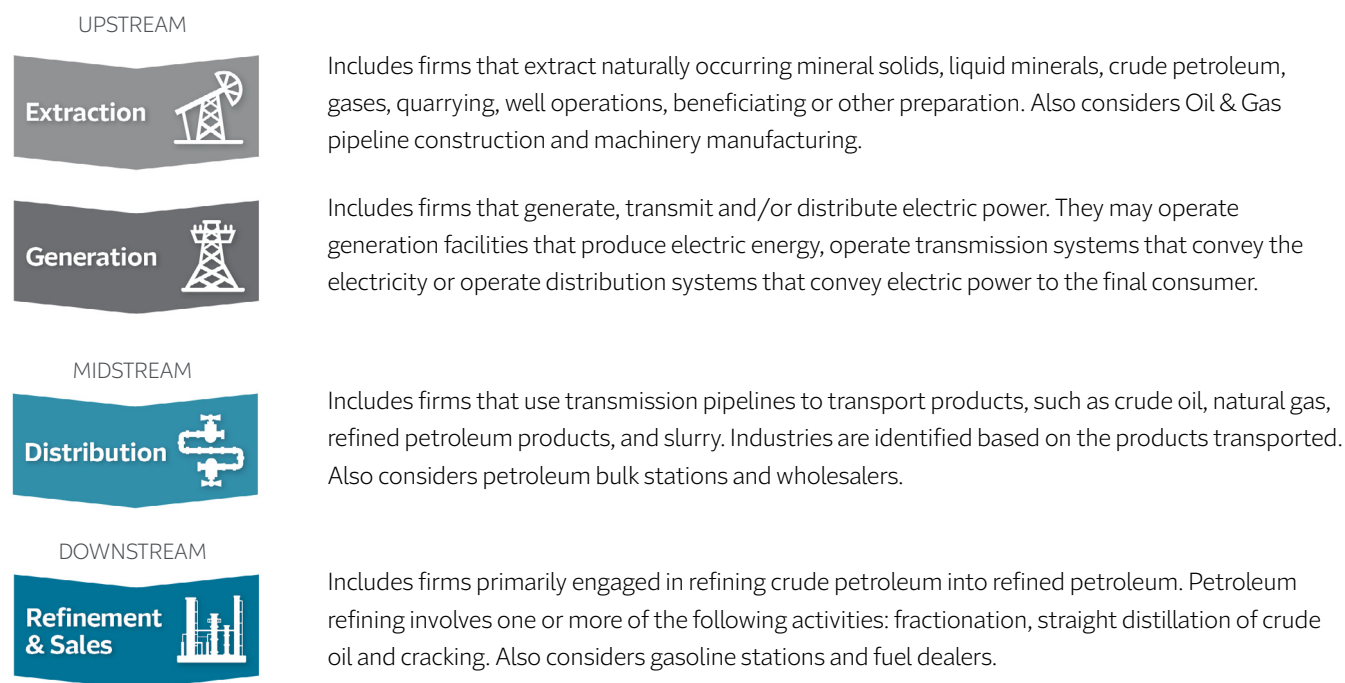 UPSTREAM
Extraction
Includes firms that extract naturally occurring mineral solids, liquid minerals, crude petroleum,
gases, quarrying, well operations, beneficiating or other preparation. Also considers Oil & Gas
pipeline construction and machinery manufacturing.
Generation
Includes firms that generate, transmit and/or distribute electric power. They may operate
generation facilities that produce electric energy, operate transmission systems that convey the
electricity or operate distribution systems that convey electric power to the final consumer.
MIDSTREAM
Distribution
Includes firms that use transmission pipelines to transport products, such as crude oil, natural gas,
refined petroleum products, and slurry. Industries are identified based on the products transported.
Also considers petroleum bulk stations and wholesalers.
DOWNSTREAM
Refinement
& Sales
Includes firms primarily engaged in refining crude petroleum into refined petroleum. Petroleum
refining involves one or more of the following activities: fractionation, straight distillation of crude
oil and cracking. Also considers gasoline stations and fuel dealers.